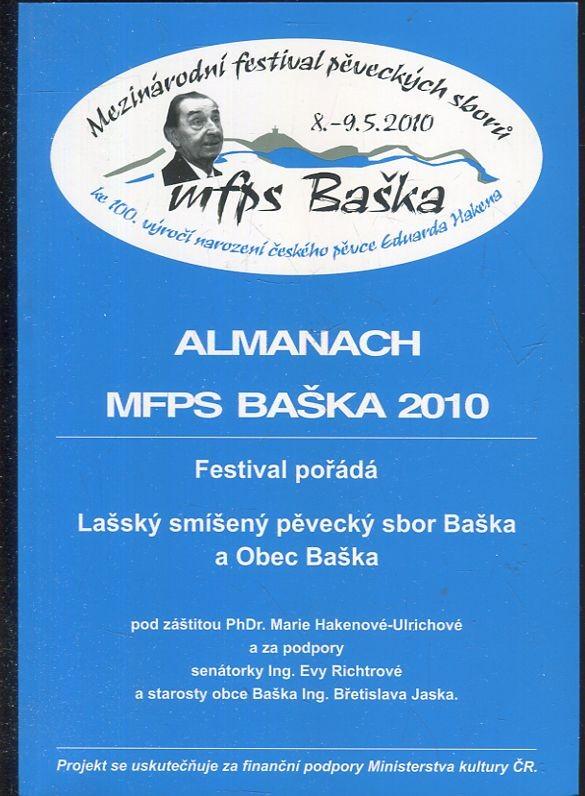 Mezinárodní festival pěveckých sborů
8.-9.5.2010
mfps Baška
ke 100. výročí narození českého pěvce Eduarda Hakena
ALMANACH
MFPS BAŠKA 2010
Festival pořádá
Lašský smíšený pěvecký sbor Baška
a Obec Baška
pod záštitou PhDr. Marie Hakenové-Ulrichové
a za podpory
senátorky Ing. Evy Richtrové
a starosty obce Baška Ing. Břetislava Jaska.
Projekt se uskutečňuje za finanční podpory Ministerstva kultury ČR.